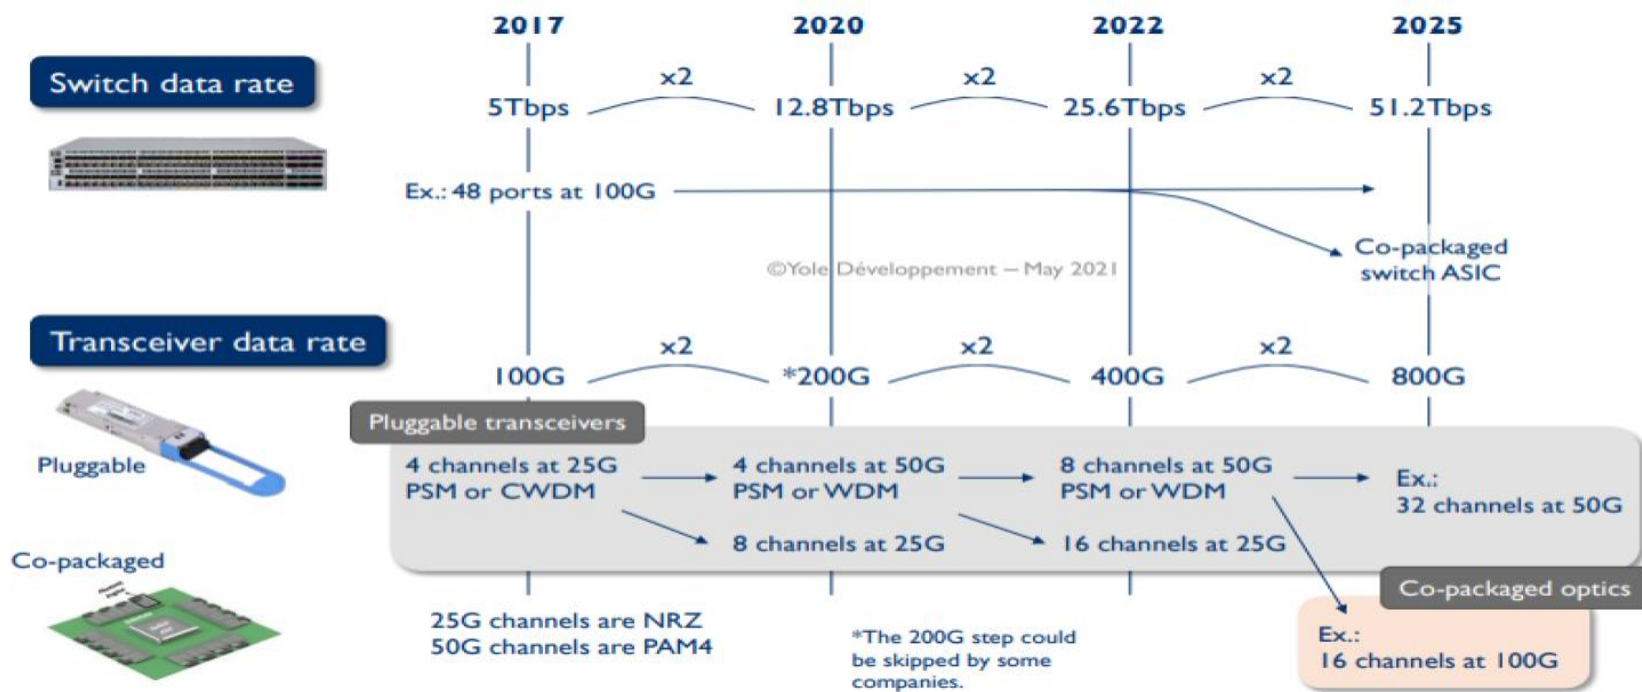 2017 2020 2022 2025
Switch data rate
x2 x2 x2
5Tbps 12.8Tbps 25.6Tbps 51.2Tbps
Ex.: 48 ports at 100G
Co-packaged
switch ASIC
©Yole Développement – May 2021
Transceiver data rate
x2 x2 x2
100G *200G 400G 800G
Pluggable transceivers
Pluggable
4 channels at 25G
PSM or CWDM
4 channels at 50G
PSM or WDM
8 channels at 50G
PSM or WDM
Ex.:
32 channels at 50G
8 channels at 25G
16 channels at 25G
Co-packaged
Co-packaged optics
25G channels are NRZ
50G channels are PAM4
*The 200G step could
be skipped by some
companies.
Ex.:
16 channels at 100G